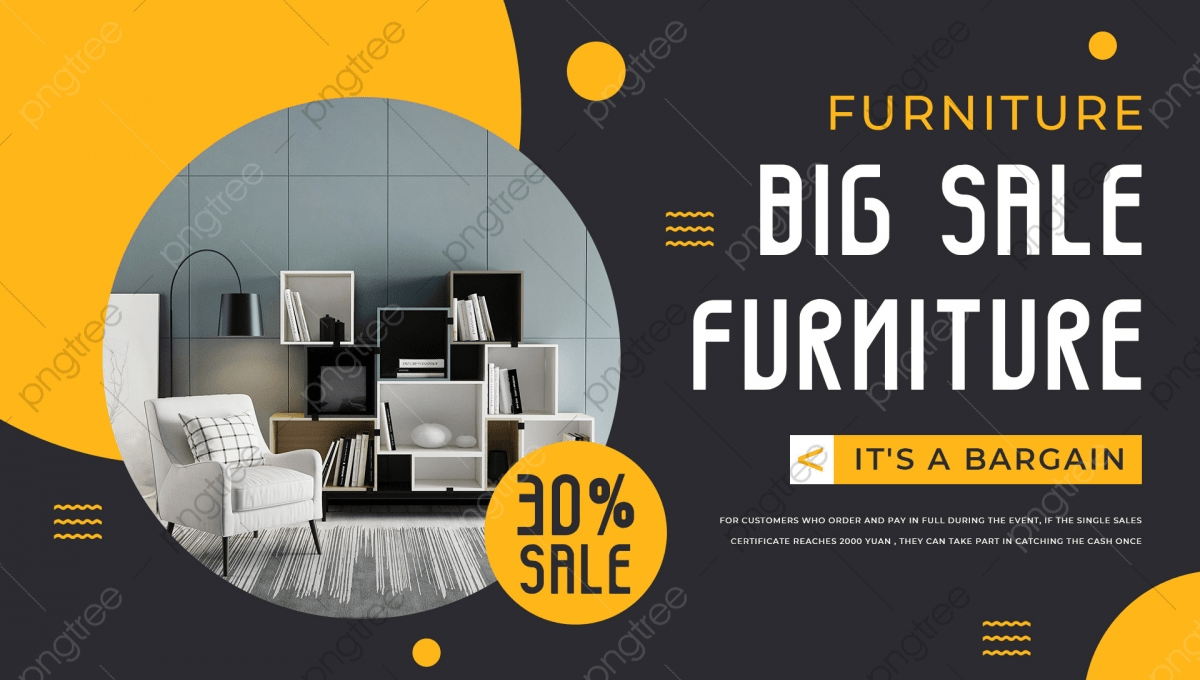 FURNITURE
BIG SALE
FURNITURE
IT'S A BARGAIN
FOR CUSTOMERS WHO ORDER AND PAY IN FULL DURING THE EVENT, IF THE SINGLE SALES
CERTIFICATE REACHES 2000 YUAN , THEY CAN TAKE PART IN CATCHING THE CASH ONCE
30%
SALE
pngtree